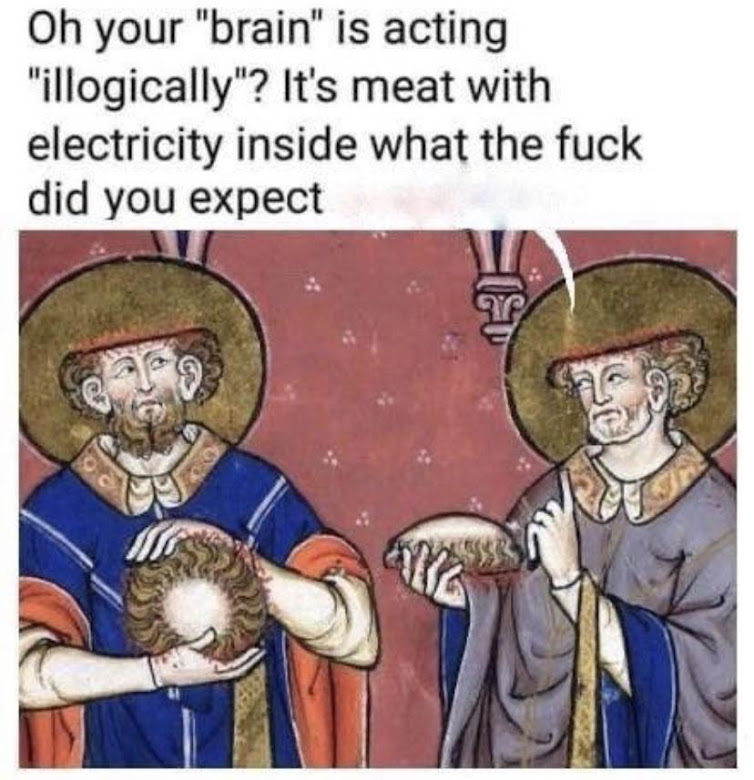 Oh your "brain" is acting
"illogically"? It's meat with
electricity inside what the fuck
did you expect